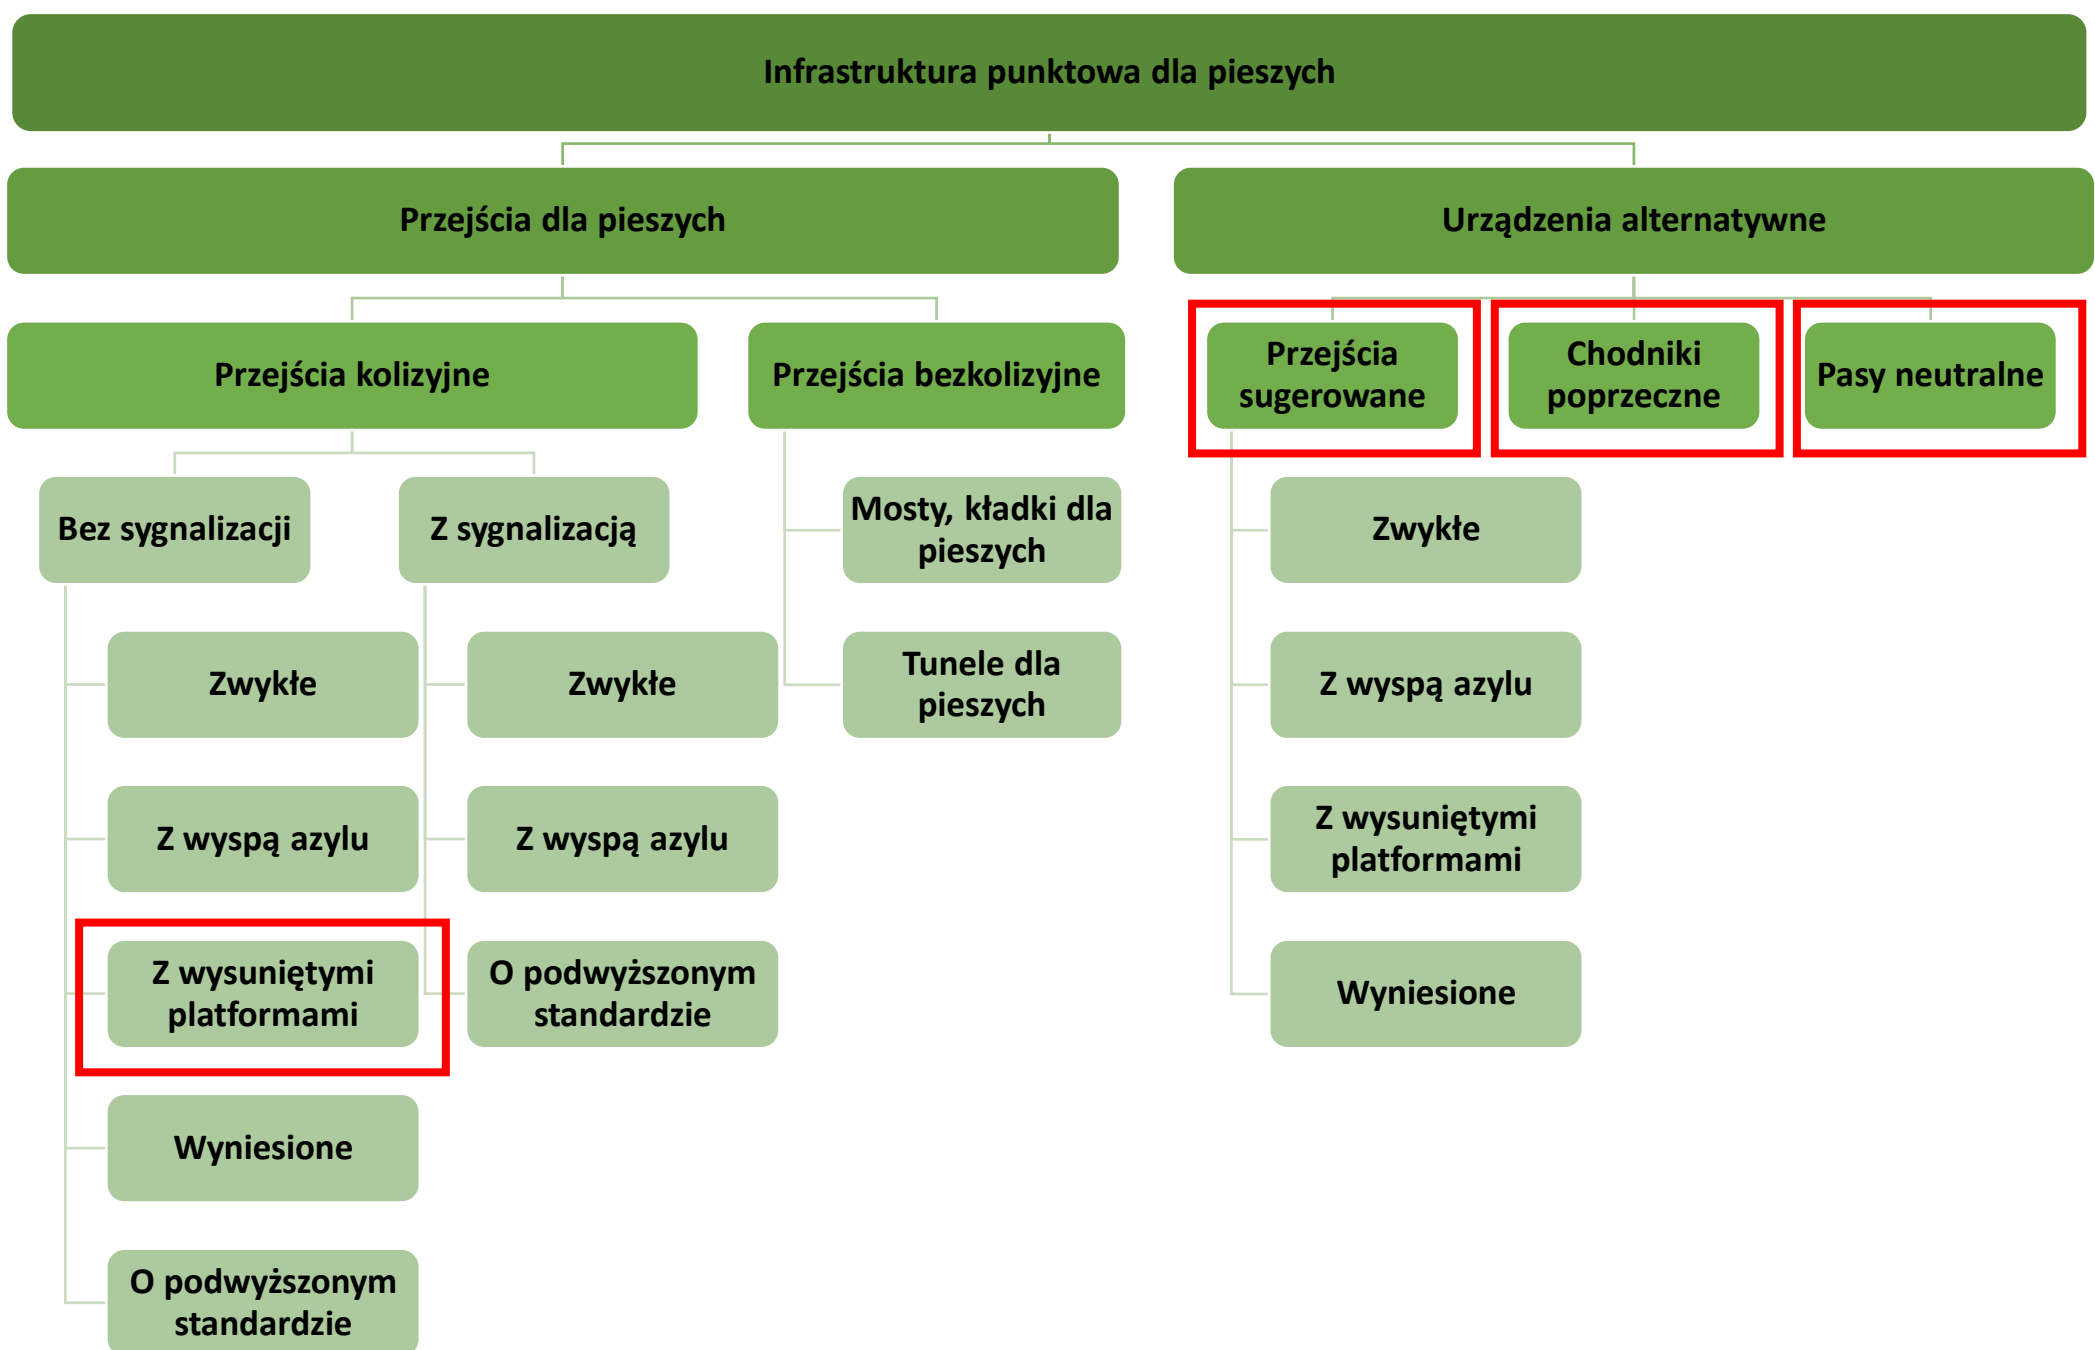 Infrastruktura punktowa dla pieszych
Przejścia dla pieszych
Urządzenia alternatywne
Przejścia kolizyjne
Przejścia bezkolizyjne
Przejścia
sugerowane
Chodniki
poprzeczne
Pasy neutralne
Bez sygnalizacji
Z sygnalizacją
Mosty, kładki dla
pieszych
Zwykłe
Zwykłe
Zwykłe
Tunele dla
pieszych
Z wyspą azylu
Z wyspą azylu
Z wyspą azylu
Z wysuniętymi
platformami
Z wysuniętymi
platformami
O podwyższonym
standardzie
Wyniesione
Wyniesione
O podwyższonym
standardzie